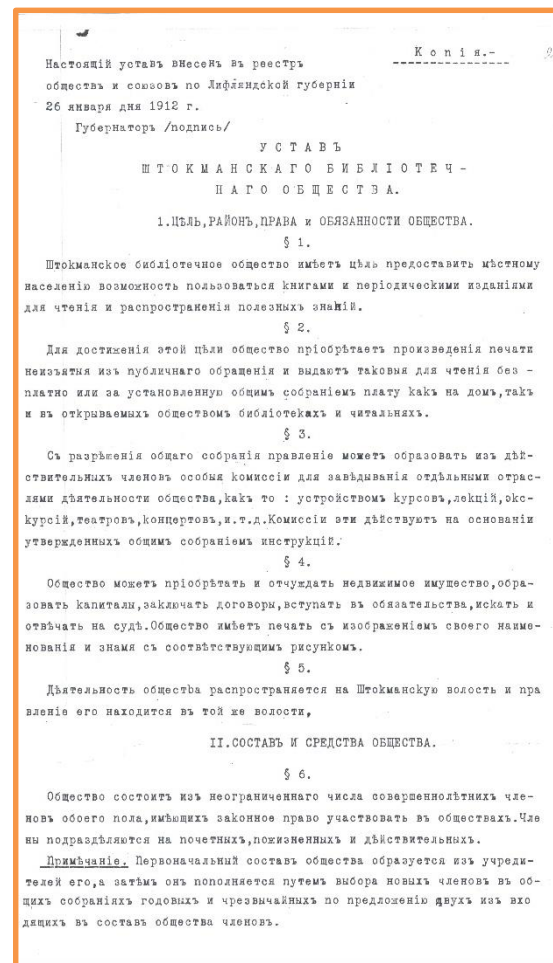 К о п і я.-
Настоящій уставъ внесенъ въ реестръ
обществъ и союзовъ по Лифляндской губерніи
26 января дня 1912 г.
Губернаторъ /подпись/
У С Т А В Ъ
Ш Т О К М А Н С К А Г О   Б И Б Л І О Т Е Ч -
Н А Г О   О Б Щ Е С Т В А.
1.ЦѢЛЬ,РАЙОНЪ,ПРАВА и ОБЯЗАННОСТИ ОБЩЕСТВА.
§ 1.
Штокманское библіотечное общество имѣетъ цѣль предоставить мѣстному
населенію возможность пользоваться книгами и періодическими изданіями
для чтенія и распространенія полезныхъ знаній.
§ 2.
Для достиженія этой цѣли общество пріобрѣтаетъ произведенія печати
неизъятыя изъ публичнаго обращенія и выдаютъ таковыя для чтенія без -
платно или за установленную общимъ собраніемъ плату какъ на домъ,такъ
и въ открываемыхъ обществомъ библіотекахъ и читальняхъ.
§ 3.
Съ разрѣшенія общаго собранія правленіе можетъ образовать изъ дѣй-
ствительныхъ членовъ особыя комиссіи для завѣдыванія отдѣльными отрас-
лями дѣятельности общества,какъ то : устройствомъ курсовъ,лекцій,экс-
курсій,театровъ,концертовъ,и.т.д.Комиссіи эти дѣйствуютъ на основаніи
утвержденныхъ общимъ собраніемъ инструкцій.
§ 4.
Общество можетъ пріобрѣтать и отчуждать недвижимое имущество,обра-
зовать капиталы,заключать договоры,вступать въ обязательства,искать и
отвѣчать на судѣ.Общество имѣетъ печать съ изображеніемъ своего наиме-
нованія и знамя съ соотвѣтствующимъ рисункомъ.
§ 5.
Дѣятельность общества распространяется на Штокманскую волость и пра
вленіе его находится въ той же волости,
II.СОСТАВЪ И СРЕДСТВА ОБЩЕСТВА.
§ 6.
Общество состоитъ изъ неограниченнаго числа совершеннолѣтнихъ чле-
новъ обоего пола,имѣющихъ законное право участвовать въ обществахъ.Чле
ны подраздѣляются на почетныхъ,пожизненныхъ и дѣйствительныхъ.
Примѣчаніе. Первоначальный составъ общества образуется изъ учреди-
телей его,а затѣмъ онъ пополняется путемъ выбора новыхъ членовъ въ об-
щихъ собраніяхъ годовыхъ и чрезвычайныхъ по предложенію двухъ изъ вхо
дящихъ въ составъ общества членовъ.